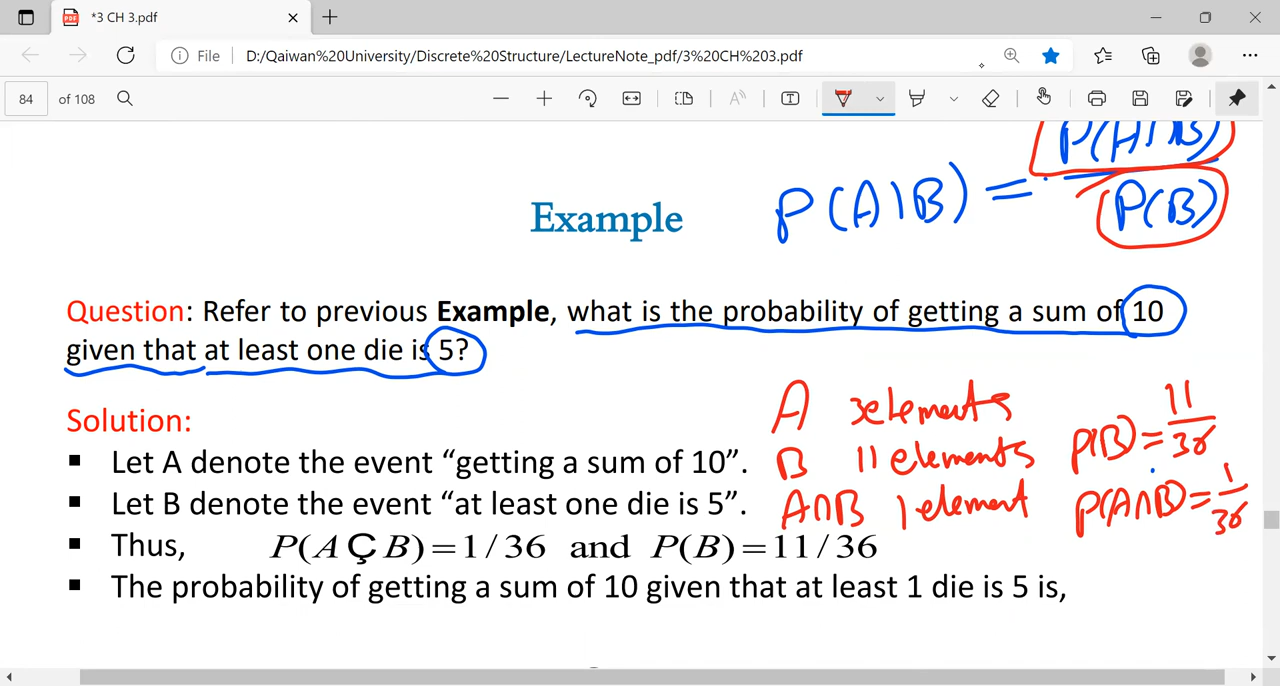 *3 CH 3.pdf
File D:/Qaiwan%20University/Discrete%20Structure/LectureNote_pdf/3%20CH%203.pdf
84 of 108
P(A∩B)
P(A|B) =
P(B)
Example
Question: Refer to previous Example, what is the probability of getting a sum of 10
given that at least one die is 5?
Solution:
A 3elements
B 11 elements P(B) = 11/36
A∩B 1 element P(A∩B) = 1/36
▪ Let A denote the event “getting a sum of 10”.
▪ Let B denote the event “at least one die is 5”.
▪ Thus, P(A Ç B) = 1 / 36 and P(B) = 11 / 36
▪ The probability of getting a sum of 10 given that at least 1 die is 5 is,